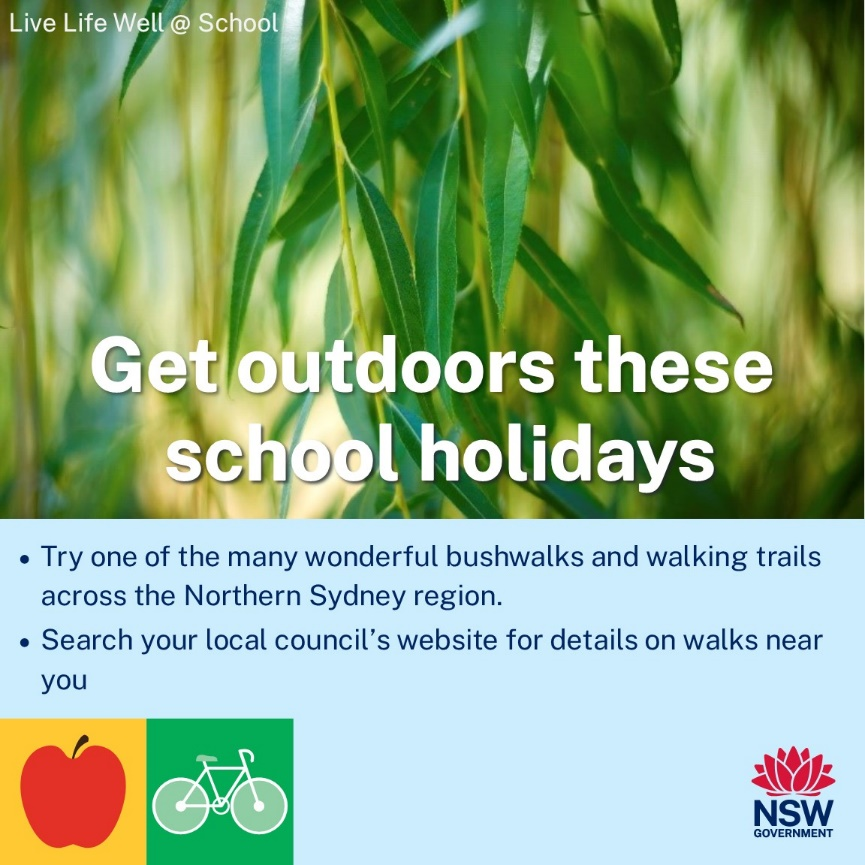 Live Life Well @ School
Get outdoors these
school holidays
• Try one of the many wonderful bushwalks and walking trails
across the Northern Sydney region.
• Search your local council’s website for details on walks near
you
NSW
GOVERNMENT